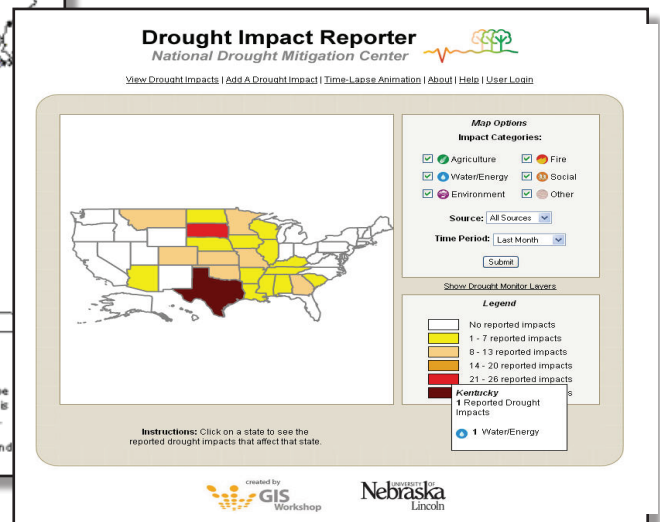 Drought Impact Reporter
National Drought Mitigation Center
View Drought Impacts | Add A Drought Impact | Time-Lapse Animation | About | Help | User Login
Map Options
Impact Categories:
Agriculture
Fire
Water/Energy
Social
Environment
Other
Source: All Sources
Time Period: Last Month
Submit
Show Drought Monitor Layers
Legend
No reported impacts
1 - 7 reported impacts
8 - 13 reported impacts
14 - 20 reported impacts
21 - 26 reported impacts
Kentucky
1 Reported Drought
Impacts
1 Water/Energy
Instructions: Click on a state to see the
reported drought impacts that affect that state.
created by
GIS
Workshop
UNIVERSITY OF
Nebraska
Lincoln